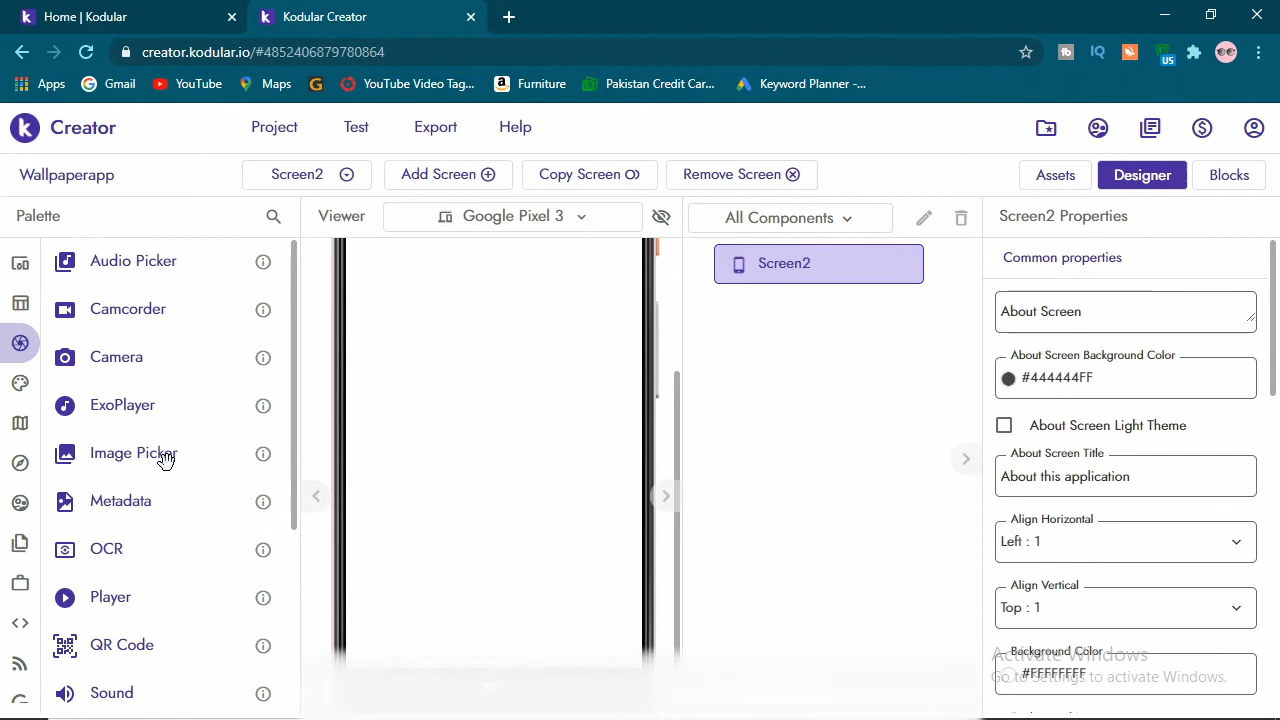 Home | Kodular
Kodular Creator
creator.kodular.io/#4852406879780864
Apps
Gmail
YouTube
Maps
YouTube Video Tag...
Furniture
Pakistan Credit Car...
Keyword Planner -...
Creator
Project
Test
Export
Help
Wallpaperapp
Screen2
Add Screen
Copy Screen
Remove Screen
Assets
Designer
Blocks
Palette
Viewer
Google Pixel 3
All Components
Screen2 Properties
Audio Picker
Camcorder
Camera
ExoPlayer
Image Picker
Metadata
OCR
Player
QR Code
Sound
Screen2
Common properties
About Screen
About Screen Background Color
#444444FF
About Screen Light Theme
About Screen Title
About this application
Align Horizontal
Left : 1
Align Vertical
Top : 1
Background Color
#FFFFFFFF
Activate Windows
Go to Settings to activate Windows.
IQ
US